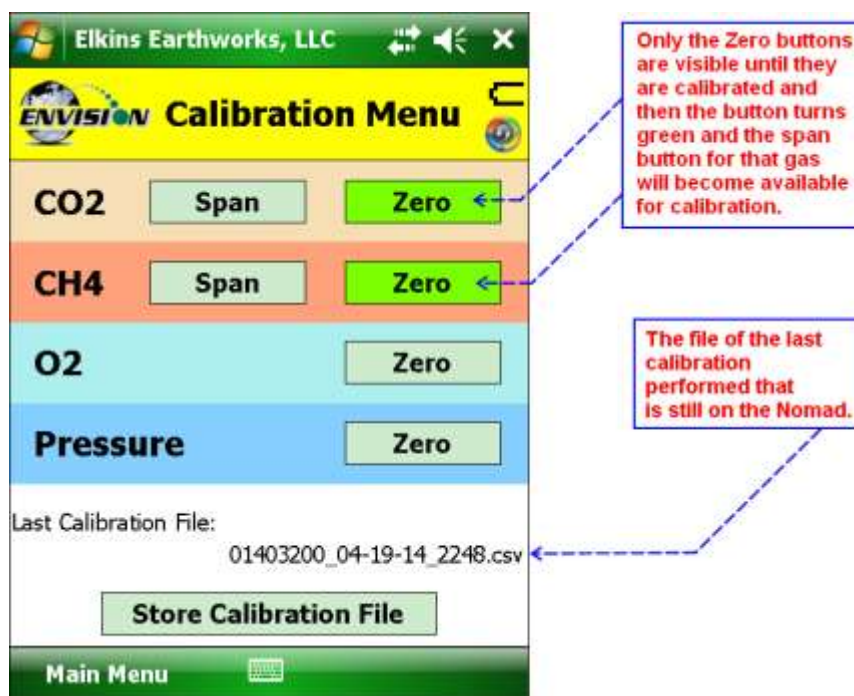 Elkins Earthworks, LLC
ENVISION Calibration Menu
CO2 Span Zero
CH4 Span Zero
O2 Zero
Pressure Zero
Last Calibration File:
01403200_04-19-14_2248.csv
Store Calibration File
Main Menu
Only the Zero buttons
are visible until they
are calibrated and
then the button turns
green and the span
button for that gas
will become available
for calibration.
The file of the last
calibration
performed that
is still on the Nomad.